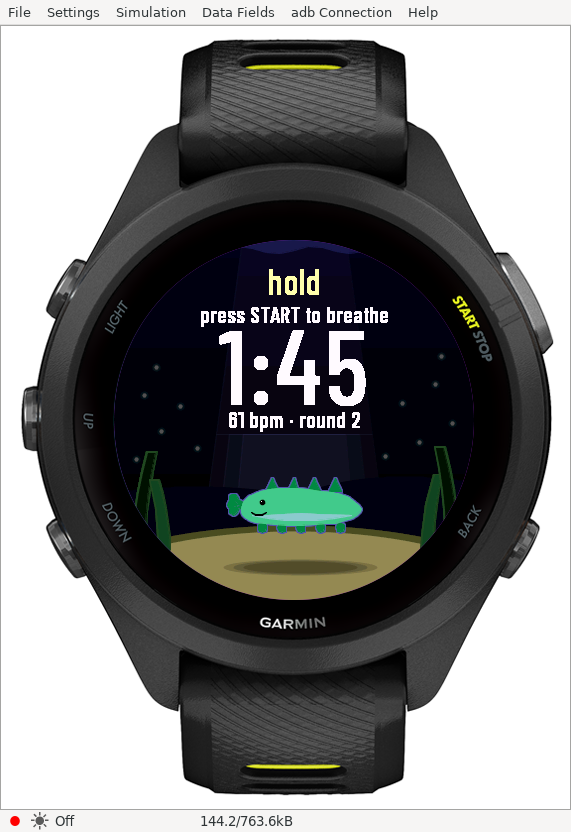 File Settings Simulation Data Fields adb Connection Help
hold
press START to breathe
1:45
61 bpm · round 2
LIGHT
START STOP
UP
DOWN
BACK
GARMIN
Off 144.2/763.6kB